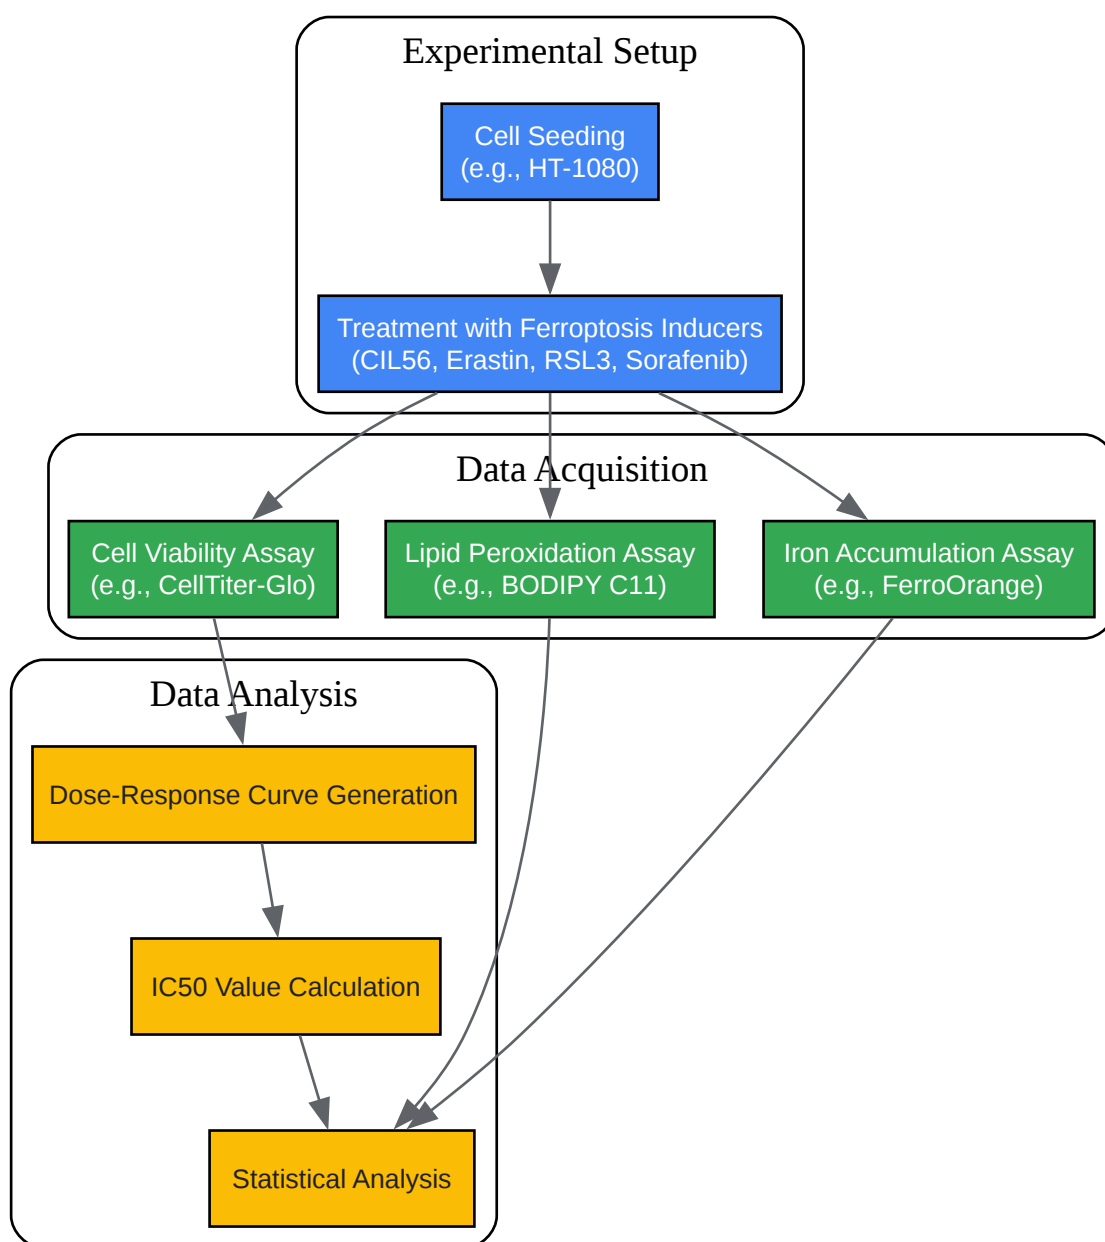 Experimental Setup
Cell Seeding
(e.g., HT-1080)
Treatment with Ferroptosis Inducers
(CIL56, Erastin, RSL3, Sorafenib)
Data Acquisition
Cell Viability Assay
(e.g., CellTiter-Glo)
Lipid Peroxidation Assay
(e.g., BODIPY C11)
Iron Accumulation Assay
(e.g., FerroOrange)
Data Analysis
Dose-Response Curve Generation
IC50 Value Calculation
Statistical Analysis